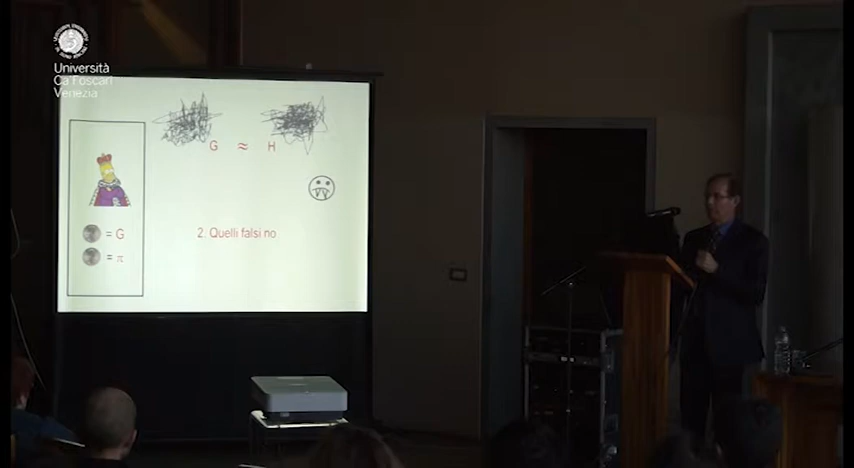 Università
Ca'Foscari
Venezia
G ≈ H
= G
= π
2. Quelli falsi no